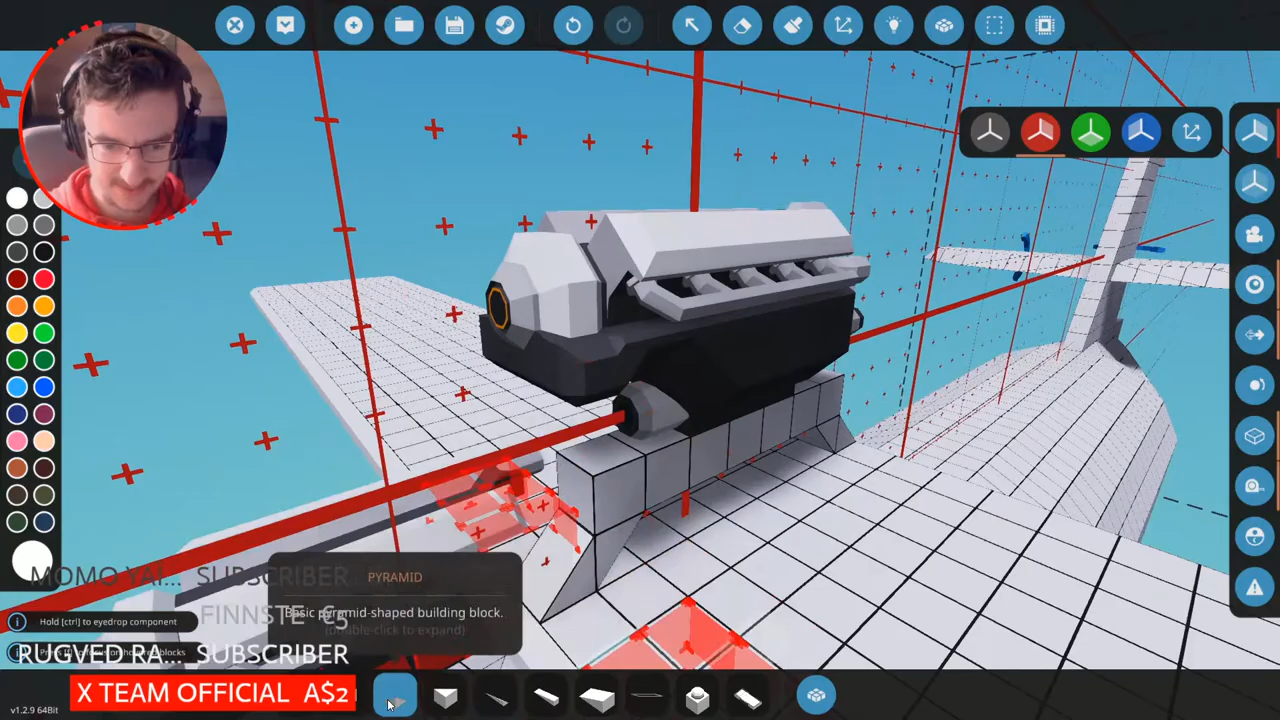 PYRAMID
Basic pyramid-shaped building block.
(double-click to expand)
MOMO YAI... SUBSCRIBER
Hold [ctrl] to eyedrop component
FINNSTE €5
RUGVED RA... SUBSCRIBER
X TEAM OFFICIAL A$2
v1.2.9 64Bit